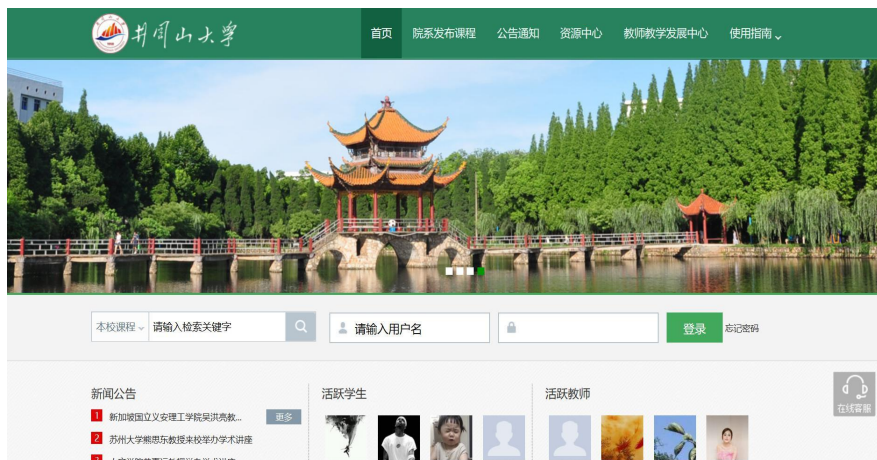 井冈山大学
首页 院系发布课程 公告通知 资源中心 教师教学发展中心 使用指南
本校课程 请输入检索关键字 请输入用户名 登录 忘记密码
新闻公告 活跃学生 活跃教师
1 新加坡国立义安理工学院吴洪亮教... 更多
2 苏州大学熊思东教授来校举办学术讲座
在线客服